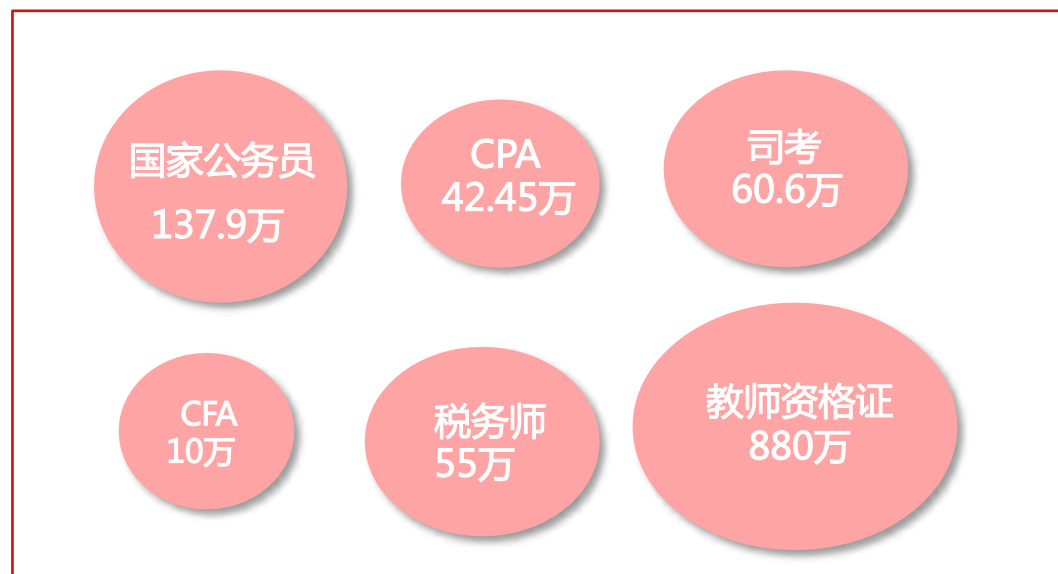 国家公务员
137.9万
CPA
42.45万
司考
60.6万
CFA
10万
税务师
55万
教师资格证
880万